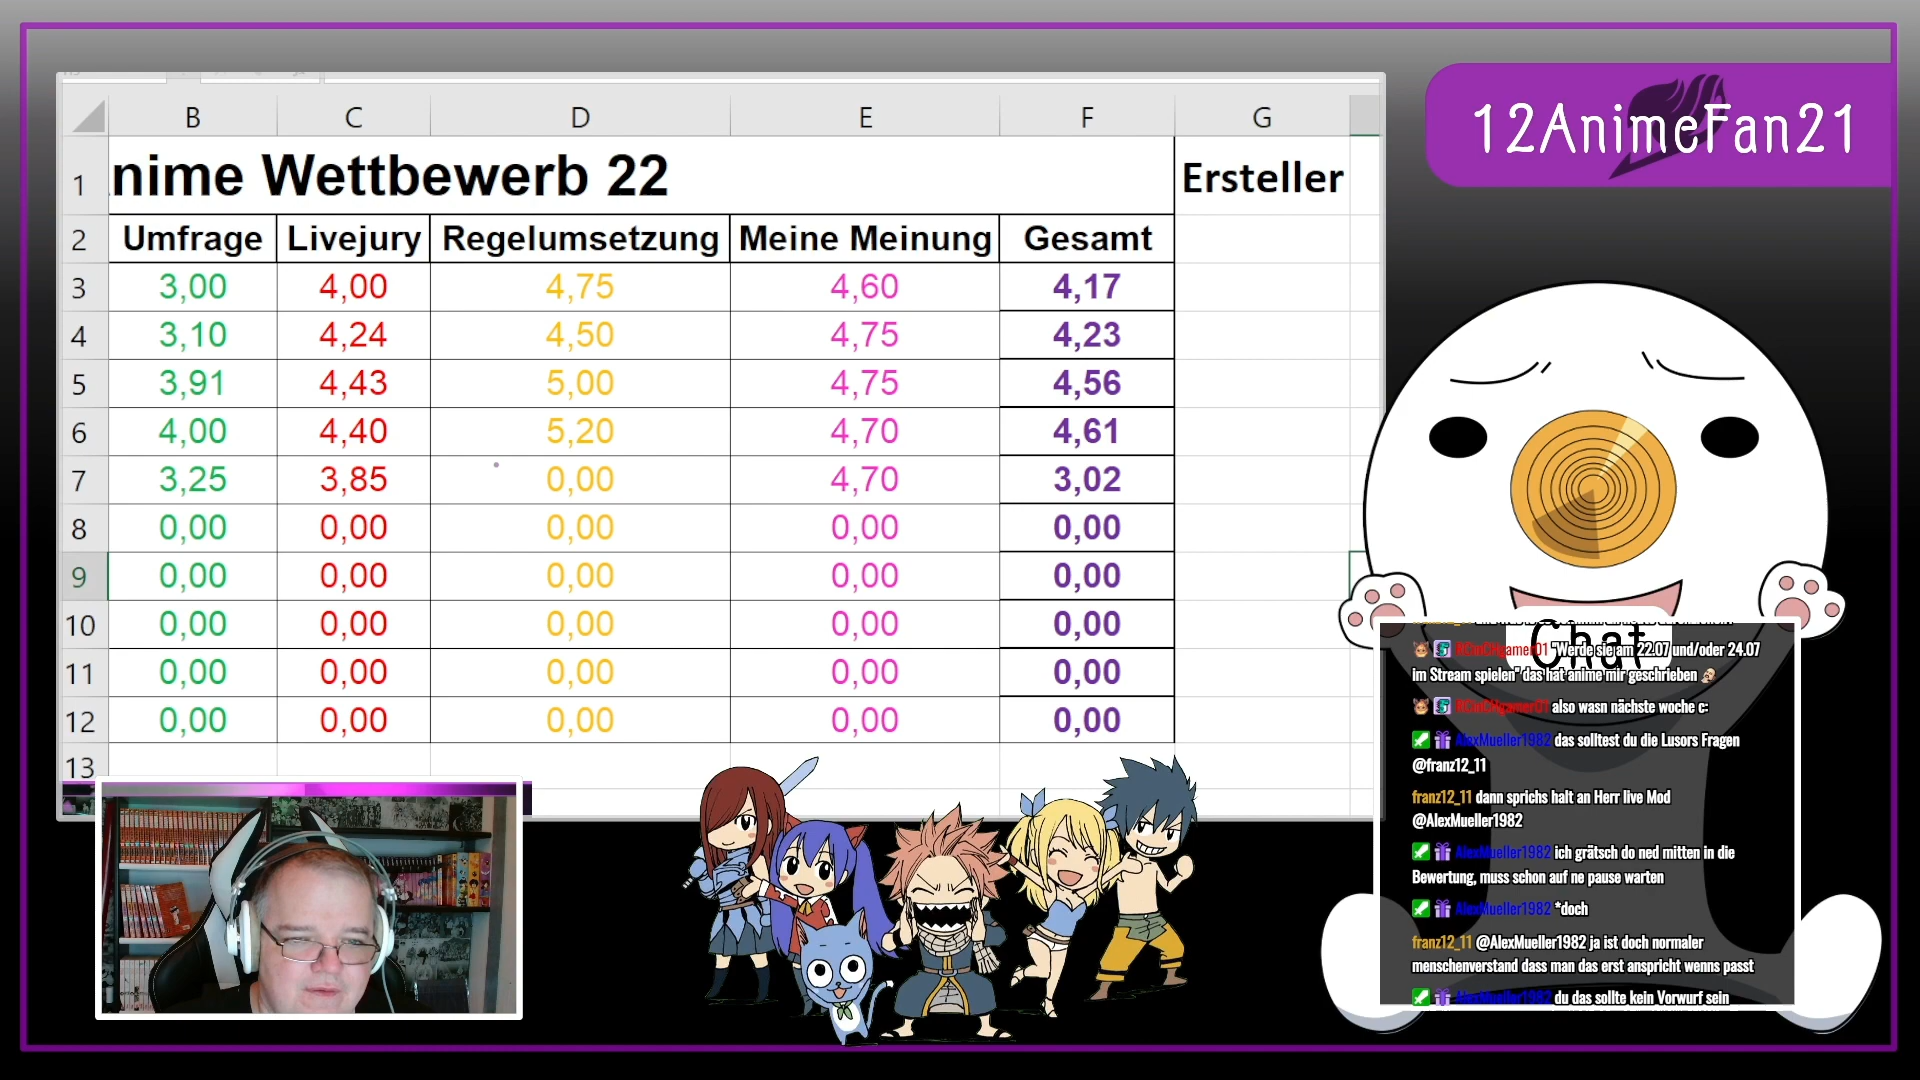 12AnimeFan21
B C D E F G
1 nime Wettbewerb 22 Ersteller
2 Umfrage Livejury Regelumsetzung Meine Meinung Gesamt
3 3,00 4,00 4,75 4,60 4,17
4 3,10 4,24 4,50 4,75 4,23
5 3,91 4,43 5,00 4,75 4,56
6 4,00 4,40 5,20 4,70 4,61
7 3,25 3,85 0,00 4,70 3,02
8 0,00 0,00 0,00 0,00 0,00
9 0,00 0,00 0,00 0,00 0,00
10 0,00 0,00 0,00 0,00 0,00
11 0,00 0,00 0,00 0,00 0,00
12 0,00 0,00 0,00 0,00 0,00
13
Chat
"Werde sie am 22.07 und/oder 24.07
im Stream spielen" das hat anime mir geschrieben
also wasn nächste woche c:
AlexMueller1982 das solltest du die Lusors Fragen
@franz12_11
franz12_11 dann sprichs halt an Herr live Mod
@AlexMueller1982
AlexMueller1982 ich grätsch do ned mitten in die
Bewertung, muss schon auf ne pause warten
AlexMueller1982 *doch
franz12_11 @AlexMueller1982 ja ist doch normaler
menschenverstand dass man das erst anspricht wenns passt
AlexMueller1982 du das sollte kein Vorwurf sein